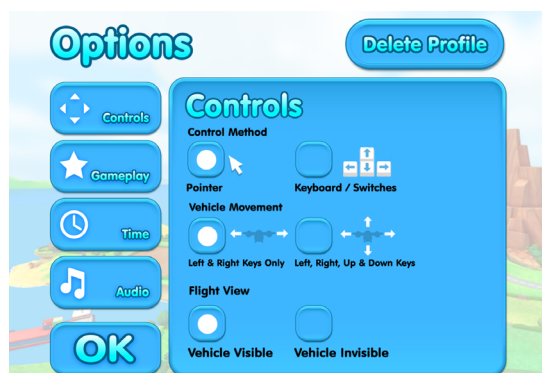 Options
Delete Profile
Controls
Gameplay
Time
Audio
OK
Controls
Control Method
Pointer
Keyboard / Switches
Vehicle Movement
Left & Right Keys Only
Left, Right, Up & Down Keys
Flight View
Vehicle Visible
Vehicle Invisible